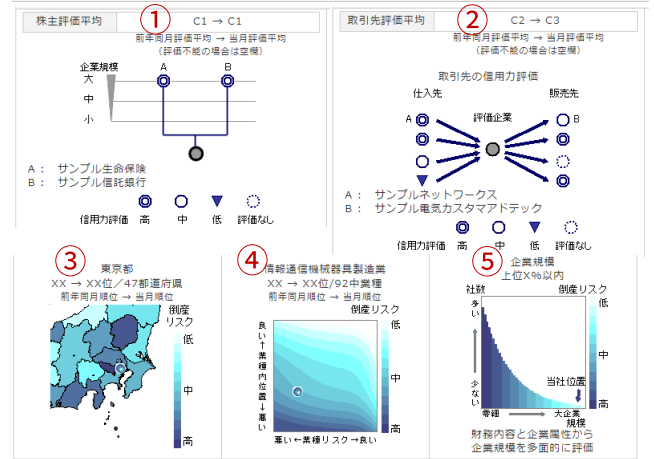 株主評価平均 ① C1 → C1
前年同月評価平均 → 当月評価平均
（評価不能の場合は空欄）
企業規模 A B
大
中
小
A： サンプル生命保険
B： サンプル信託銀行
信用力評価 高 中 低 評価なし
取引先評価平均 ② C2 → C3
前年同月評価平均 → 当月評価平均
（評価不能の場合は空欄）
取引先の信用力評価
仕入先 販売先
評価企業
A B
A： サンプルネットワークス
B： サンプル電気カスタマアドテック
信用力評価 高 中 低 評価なし
③
東京都
XX → XX位／47都道府県
前年同月順位 → 当月順位
倒産
リスク
低
中
高
④
情報通信機械器具製造業
XX → XX位/92中業種
前年同月順位 → 当月順位
倒産
リスク
良い↑業種内位置↓悪い
低
中
高
悪い←業種リスク→良い
⑤
企業規模
上位X%以内
社数 倒産リスク
多い
少ない
低
中
高
当社位置
零細 大企業
規模
財務内容と企業属性から
企業規模を多面的に評価